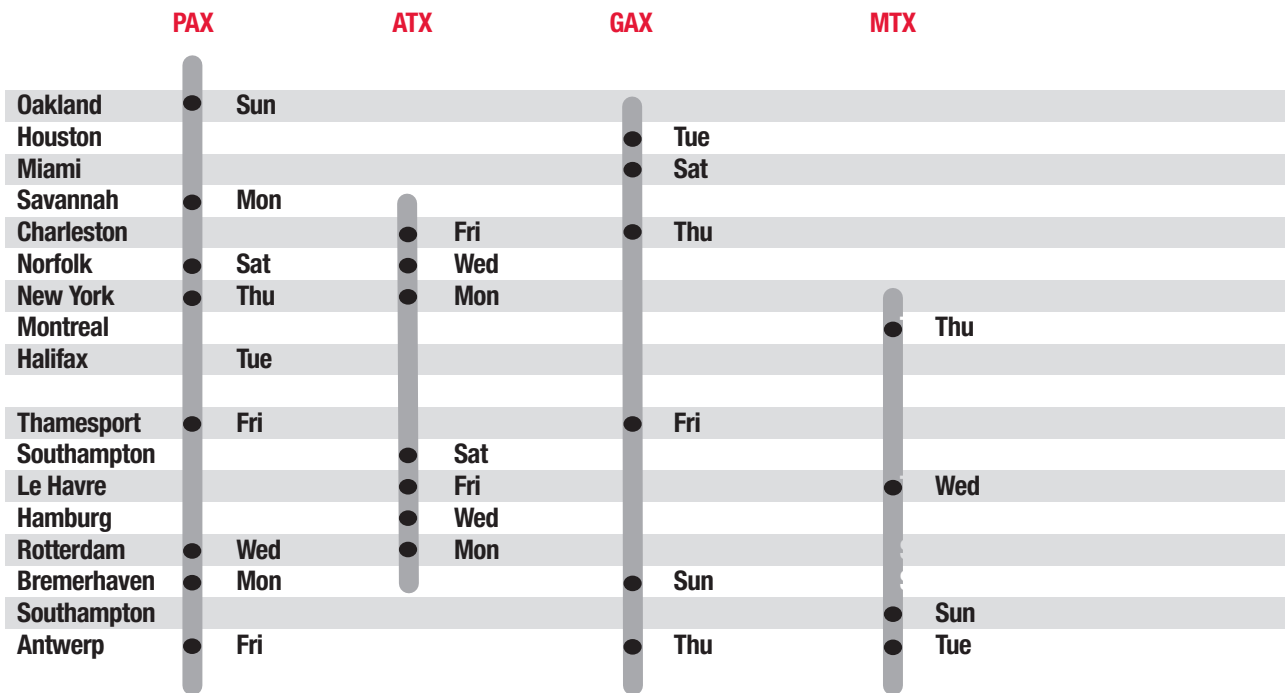 PAX ATX GAX MTX
Oakland Sun
Houston Tue
Miami Sat
Savannah Mon
Charleston Fri Thu
Norfolk Sat Wed
New York Thu Mon
Montreal Thu
Halifax Tue
Thamesport Fri Fri
Southampton Sat
Le Havre Fri Wed
Hamburg Wed
Rotterdam Wed Mon
Bremerhaven Mon Sun
Southampton Sun
Antwerp Fri Thu Tue